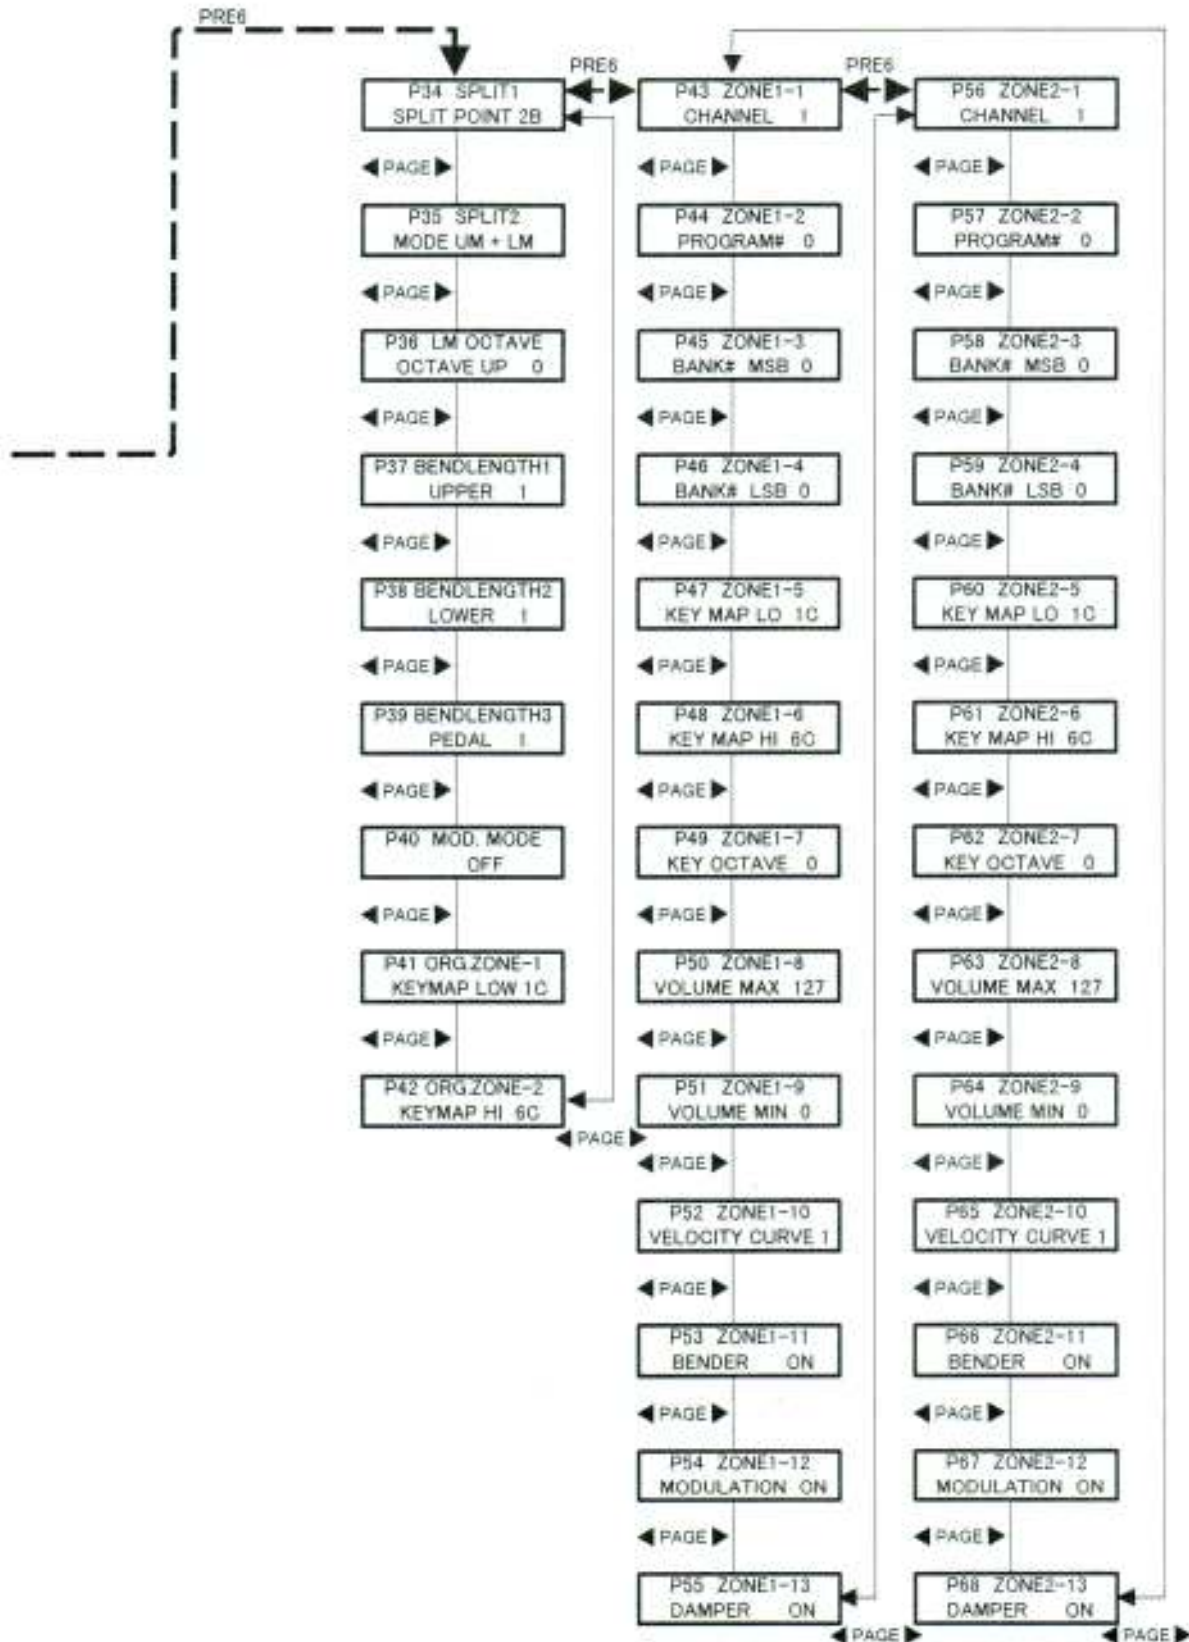 PRE6
P34 SPLIT1
SPLIT POINT 2B
◀ PAGE ▶
P35 SPLIT2
MODE UM + LM
◀ PAGE ▶
P36 LM OCTAVE
OCTAVE UP 0
◀ PAGE ▶
P37 BENDLENGTH1
UPPER 1
◀ PAGE ▶
P38 BENDLENGTH2
LOWER 1
◀ PAGE ▶
P39 BENDLENGTH3
PEDAL 1
◀ PAGE ▶
P40 MOD. MODE
OFF
◀ PAGE ▶
P41 ORG.ZONE-1
KEYMAP LOW 1C
◀ PAGE ▶
P42 ORG.ZONE-2
KEYMAP HI 6C
◀ PAGE ▶
PRE6
P43 ZONE1-1
CHANNEL 1
◀ PAGE ▶
P44 ZONE1-2
PROGRAM# 0
◀ PAGE ▶
P45 ZONE1-3
BANK# MSB 0
◀ PAGE ▶
P46 ZONE1-4
BANK# LSB 0
◀ PAGE ▶
P47 ZONE1-5
KEY MAP LO 1C
◀ PAGE ▶
P48 ZONE1-6
KEY MAP HI 6C
◀ PAGE ▶
P49 ZONE1-7
KEY OCTAVE 0
◀ PAGE ▶
P50 ZONE1-8
VOLUME MAX 127
◀ PAGE ▶
P51 ZONE1-9
VOLUME MIN 0
◀ PAGE ▶
P52 ZONE1-10
VELOCITY CURVE 1
◀ PAGE ▶
P53 ZONE1-11
BENDER ON
◀ PAGE ▶
P54 ZONE1-12
MODULATION ON
◀ PAGE ▶
P55 ZONE1-13
DAMPER ON
◀ PAGE ▶
PRE6
P56 ZONE2-1
CHANNEL 1
◀ PAGE ▶
P57 ZONE2-2
PROGRAM# 0
◀ PAGE ▶
P58 ZONE2-3
BANK# MSB 0
◀ PAGE ▶
P59 ZONE2-4
BANK# LSB 0
◀ PAGE ▶
P60 ZONE2-5
KEY MAP LO 1C
◀ PAGE ▶
P61 ZONE2-6
KEY MAP HI 6C
◀ PAGE ▶
P62 ZONE2-7
KEY OCTAVE 0
◀ PAGE ▶
P63 ZONE2-8
VOLUME MAX 127
◀ PAGE ▶
P64 ZONE2-9
VOLUME MIN 0
◀ PAGE ▶
P65 ZONE2-10
VELOCITY CURVE 1
◀ PAGE ▶
P66 ZONE2-11
BENDER ON
◀ PAGE ▶
P67 ZONE2-12
MODULATION ON
◀ PAGE ▶
P68 ZONE2-13
DAMPER ON
◀ PAGE ▶